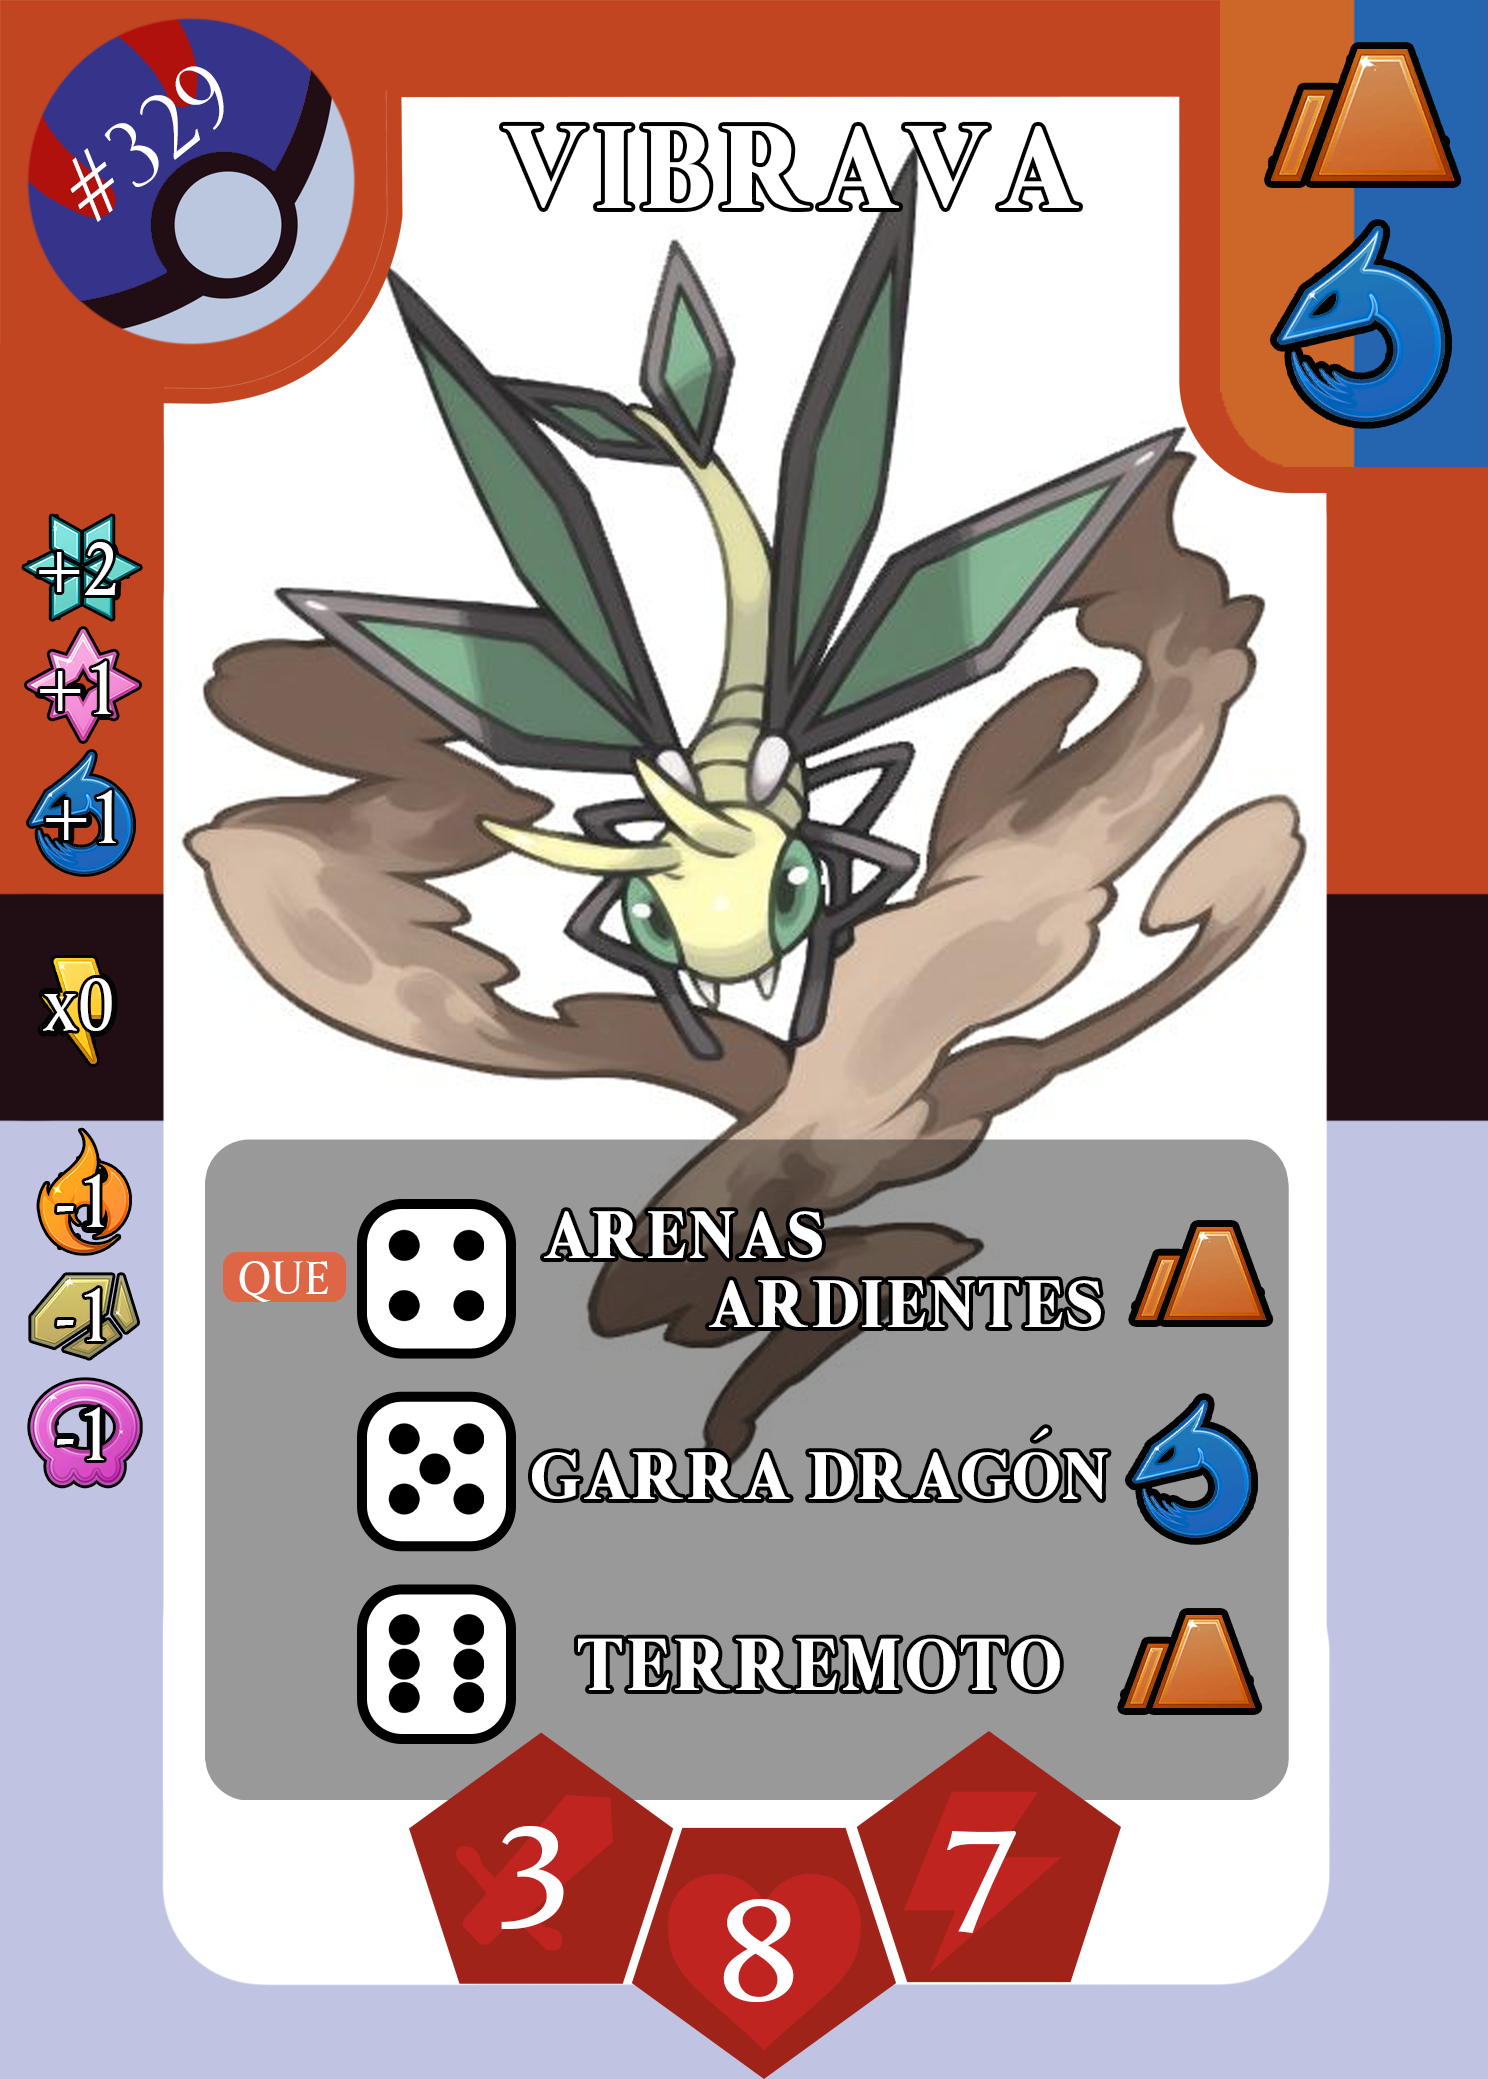 #329
VIBRAVA
+2
+1
+1
x0
-1
-1
-1
QUE
ARENAS
ARDIENTES
GARRA DRAGÓN
TERREMOTO
3
8
7